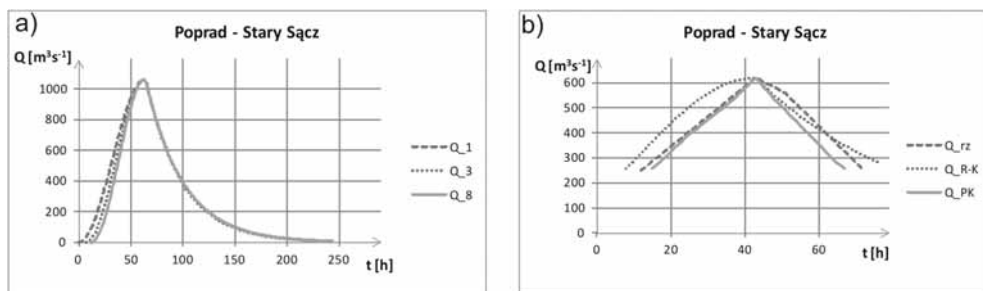 a)
Poprad - Stary Sącz
Q [m³s⁻¹]
1000
800
600
400
200
0
0 50 100 150 200 250
t [h]
Q_1
Q_3
Q_8
b)
Poprad - Stary Sącz
Q [m³s⁻¹]
600
500
400
300
200
100
0
0 20 40 60
t [h]
Q_rz
Q_R-K
Q_PK